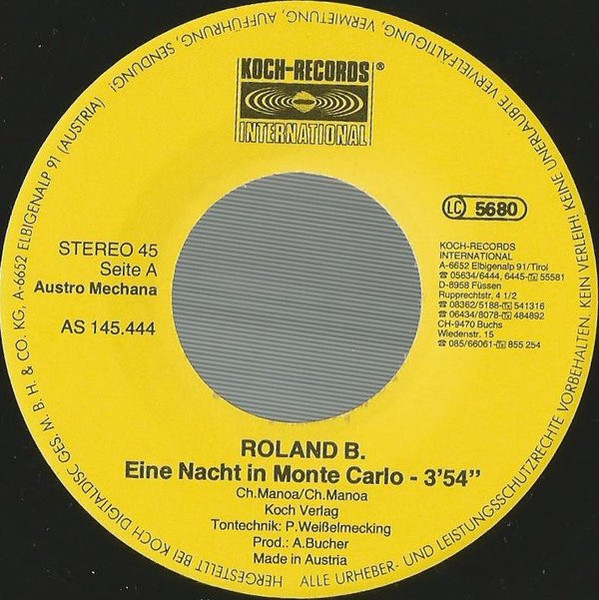 KOCH-RECORDS®
INTERNATIONAL
LC 5680
STEREO 45
Seite A
Austro Mechana
AS 145.444
KOCH-RECORDS
INTERNATIONAL
A-6652 Elbigenalp 91/Tirol
☎ 05634/6444, 6445-Tx 55581
D-8958 Füssen
Rupprechtstr. 4 1/2
☎ 08362/5188-Tx 541316
☎ 06434/8078-Tx 484892
CH-9470 Buchs
Wiedenstr. 15
☎ 085/66061-Tx 855 254
ROLAND B.
Eine Nacht in Monte Carlo - 3'54"
Ch.Manoa/Ch.Manoa
Koch Verlag
Tontechnik: P.Weißelmecking
Prod.: A.Bucher
Made in Austria
HERGESTELLT BEI KOCH DIGITALDISC GES. M. B. H. & CO. KG, A-6652 ELBIGENALP 91 (AUSTRIA)
ALLE URHEBER- UND LEISTUNGSSCHUTZRECHTE VORBEHALTEN. KEIN VERLEIH! KEINE UNERLAUBTE VERVIELFÄLTIGUNG, VERMIETUNG, AUFFÜHRUNG, SENDUNG!